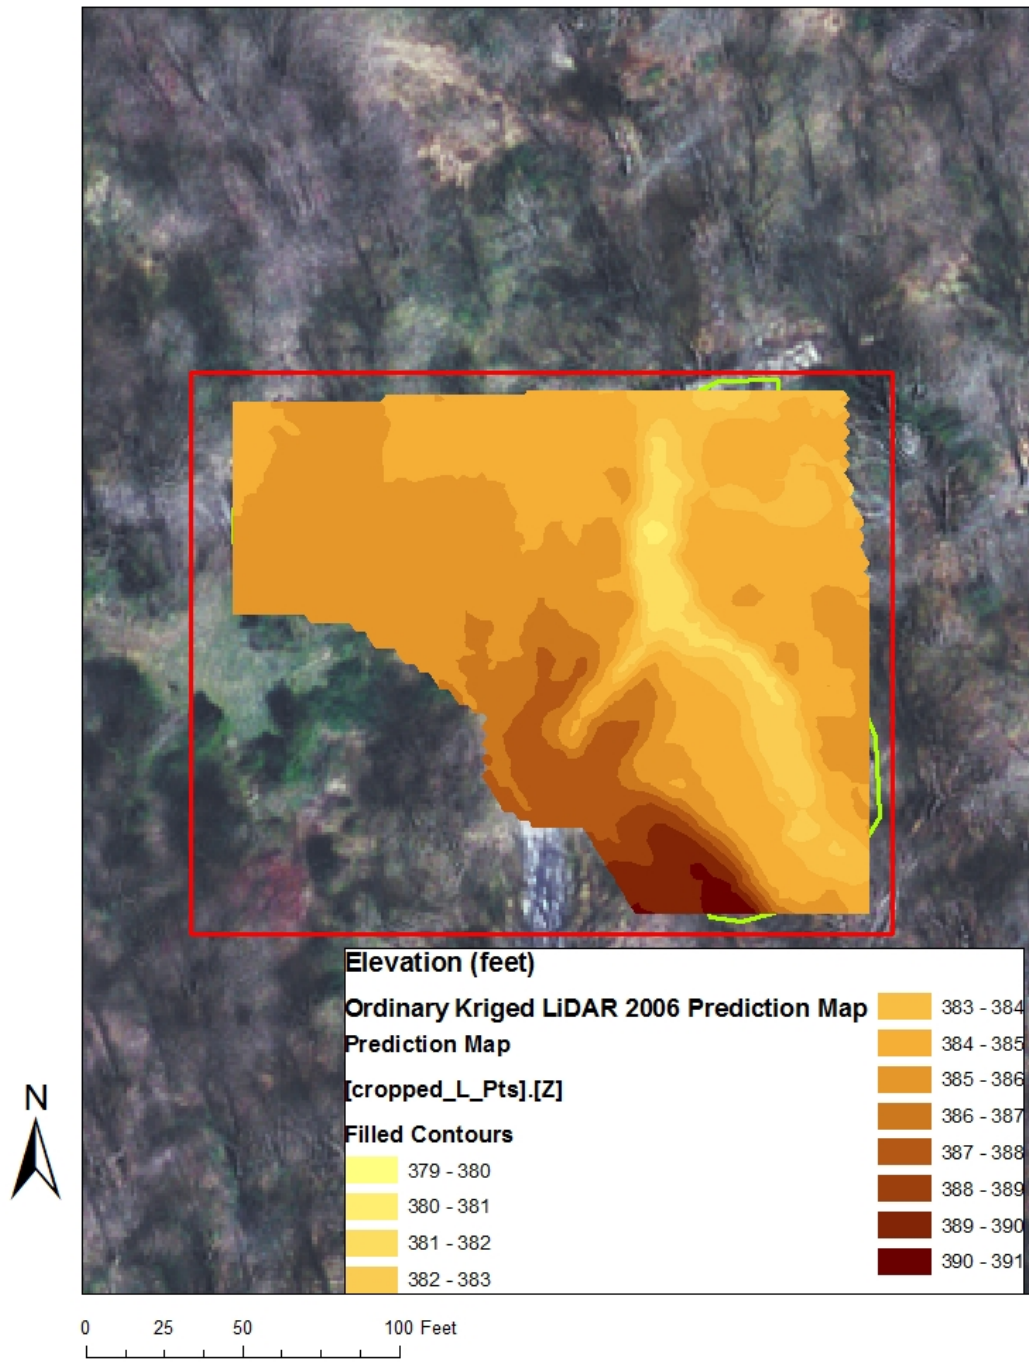 Elevation (feet)
Ordinary Kriged LiDAR 2006 Prediction Map
Prediction Map
[cropped_L_Pts].[Z]
Filled Contours
379 - 380
380 - 381
381 - 382
382 - 383
383 - 384
384 - 385
385 - 386
386 - 387
387 - 388
388 - 389
389 - 390
390 - 391
N
0 25 50 100 Feet